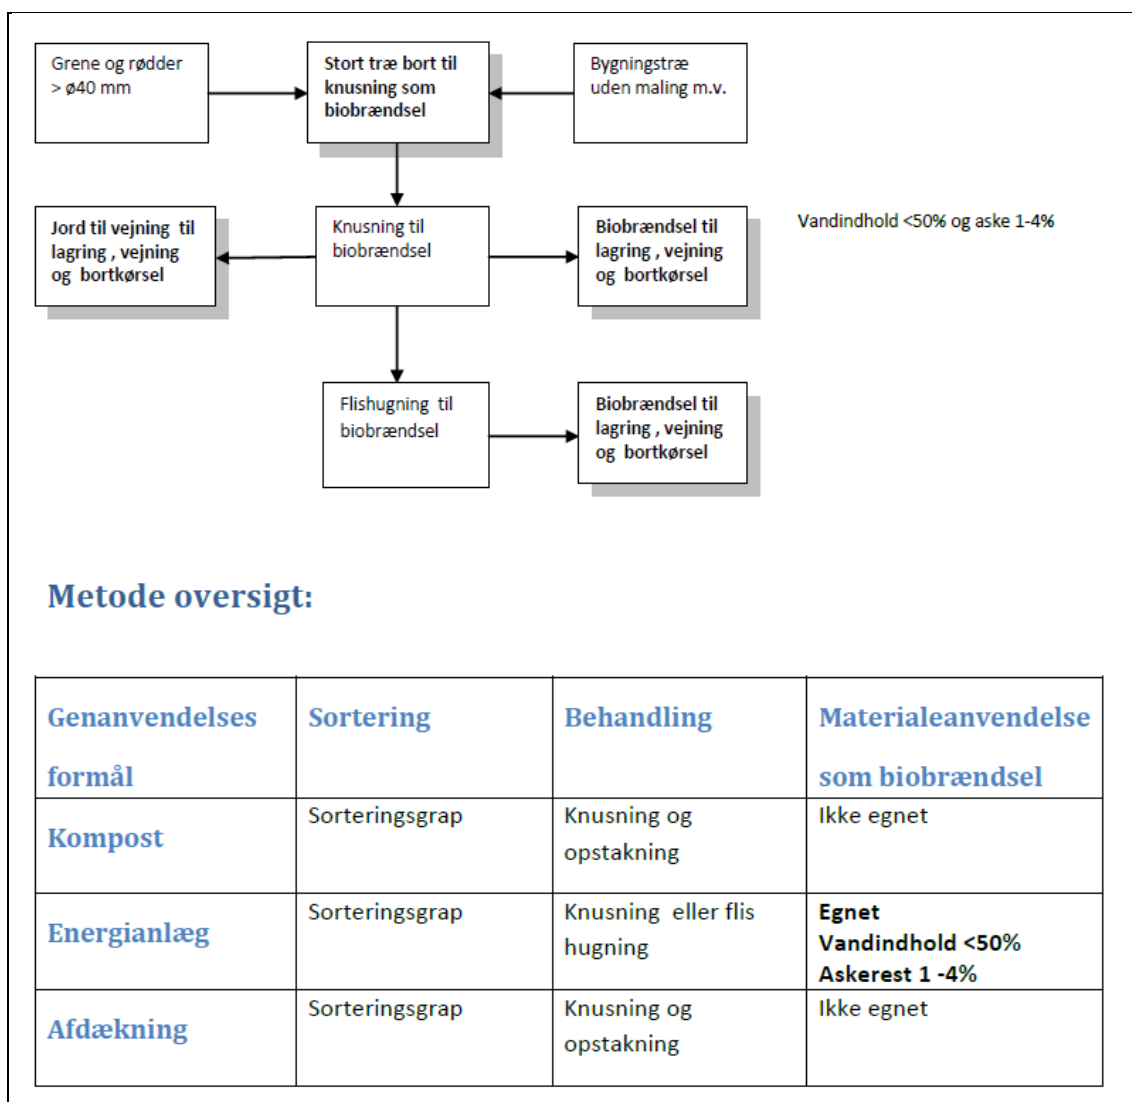 Grene og rødder
> ø40 mm
Stort træ bort til
knusning som
biobrændsel
Bygningstræ
uden maling m.v.
Jord til vejning til
lagring , vejning
og bortkørsel
Knusning til
biobrændsel
Biobrændsel til
lagring , vejning
og bortkørsel
Vandindhold <50% og aske 1-4%
Flishugning til
biobrændsel
Biobrændsel til
lagring , vejning
og bortkørsel
Metode oversigt:
Genanvendelses
formål
Sortering
Behandling
Materialeanvendelse
som biobrændsel
Kompost
Sorteringsgrap
Knusning og
opstakning
Ikke egnet
Energianlæg
Sorteringsgrap
Knusning eller flis
hugning
Egnet
Vandindhold <50%
Askerest 1 -4%
Afdækning
Sorteringsgrap
Knusning og
opstakning
Ikke egnet